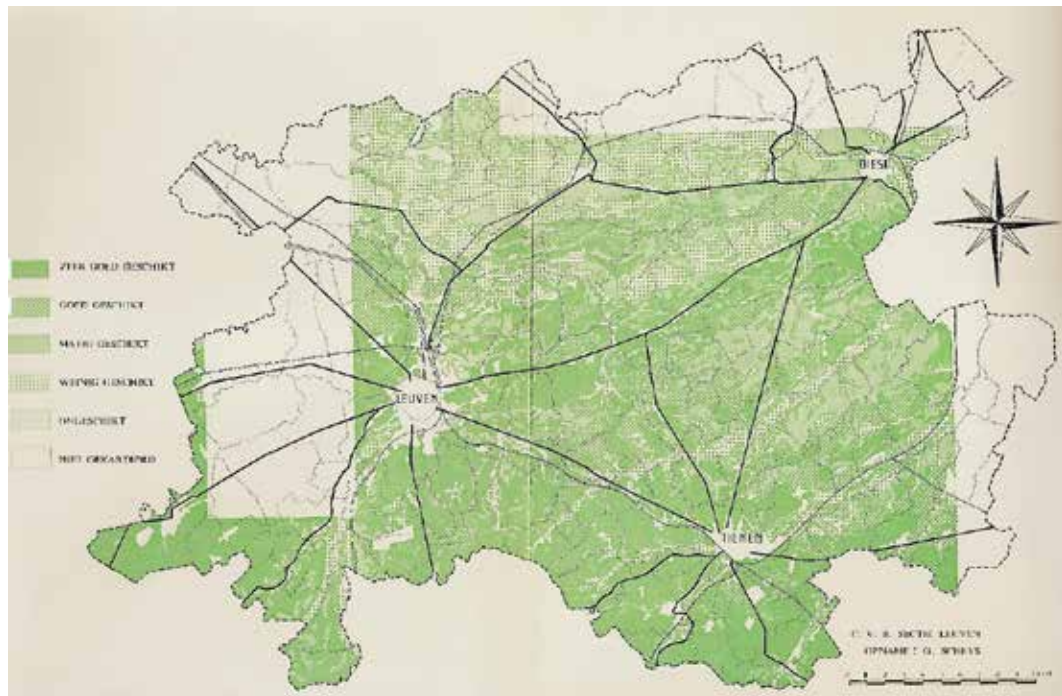 DIEST
LEUVEN
TIENEN
ZEER GOED GESCHIKT
GOED GESCHIKT
MATIG GESCHIKT
WEINIG GESCHIKT
ONGESCHIKT
NIET GEKARTEERD
SECTIE LEUVEN
OPNAME : G. SCHEYS